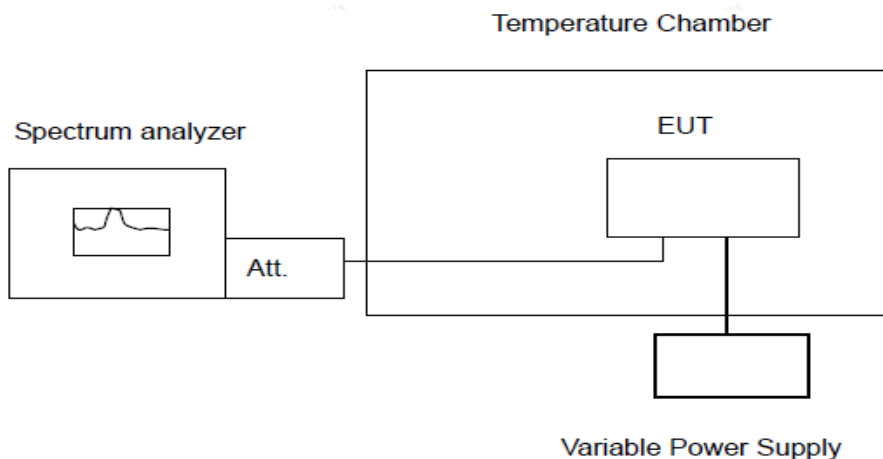 Temperature Chamber
Spectrum analyzer
EUT
Att.
Variable Power Supply